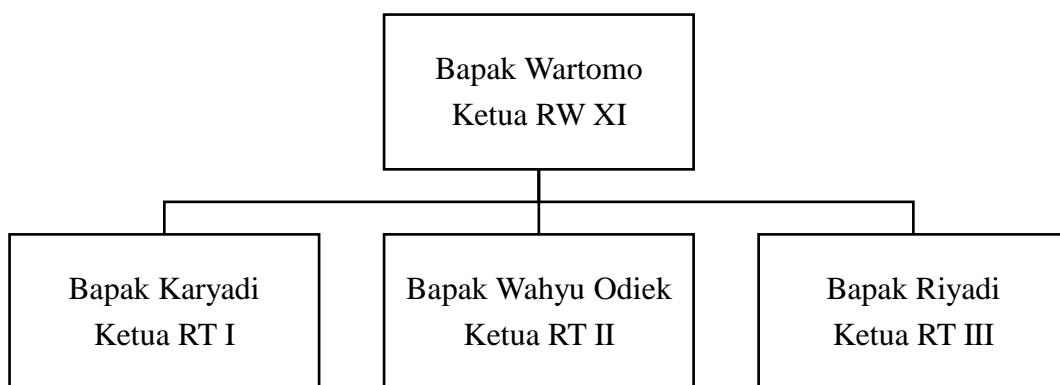 Bapak Wartomo
Ketua RW XI
Bapak Karyadi
Ketua RT I
Bapak Wahyu Odiek
Ketua RT II
Bapak Riyadi
Ketua RT III